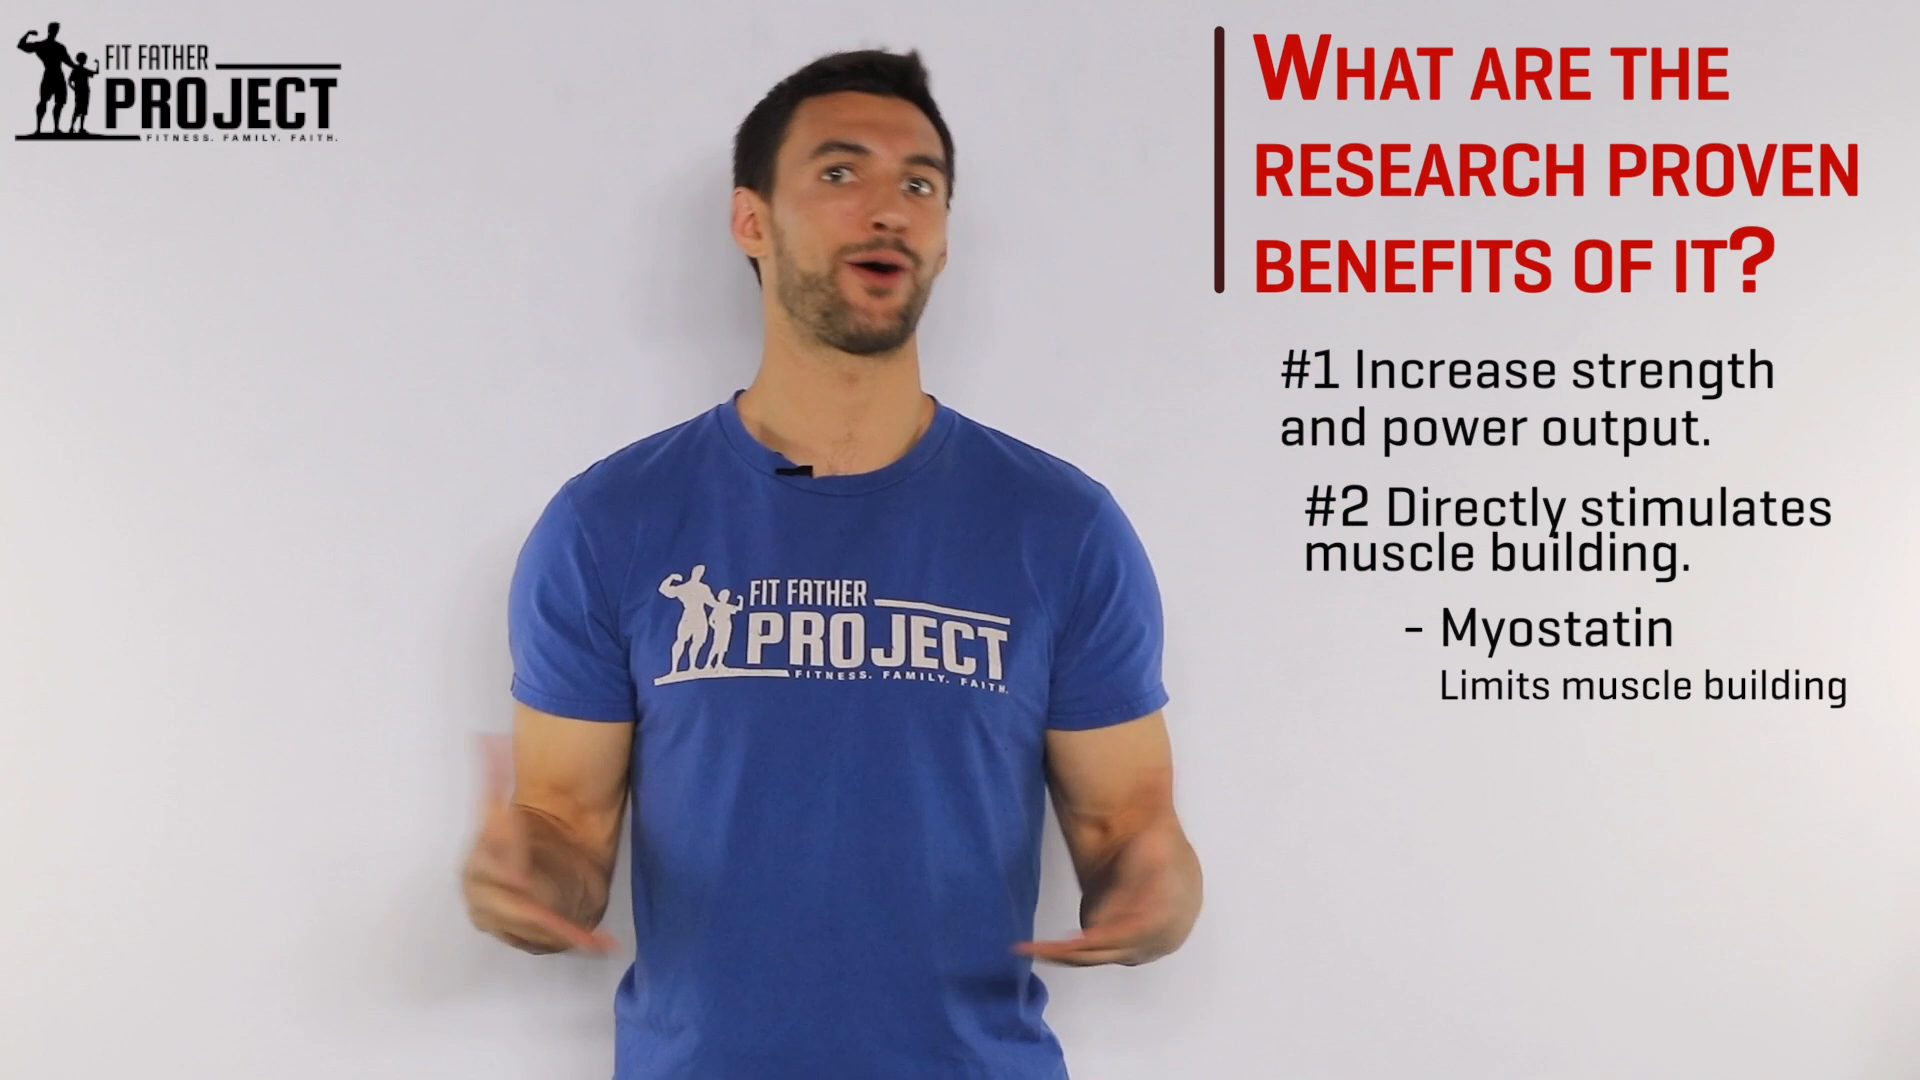 FIT FATHER
PROJECT
FITNESS. FAMILY. FAITH.
WHAT ARE THE
RESEARCH PROVEN
BENEFITS OF IT?
#1 Increase strength
and power output.
#2 Directly stimulates
muscle building.
- Myostatin
Limits muscle building
FIT FATHER
PROJECT
FITNESS. FAMILY. FAITH.